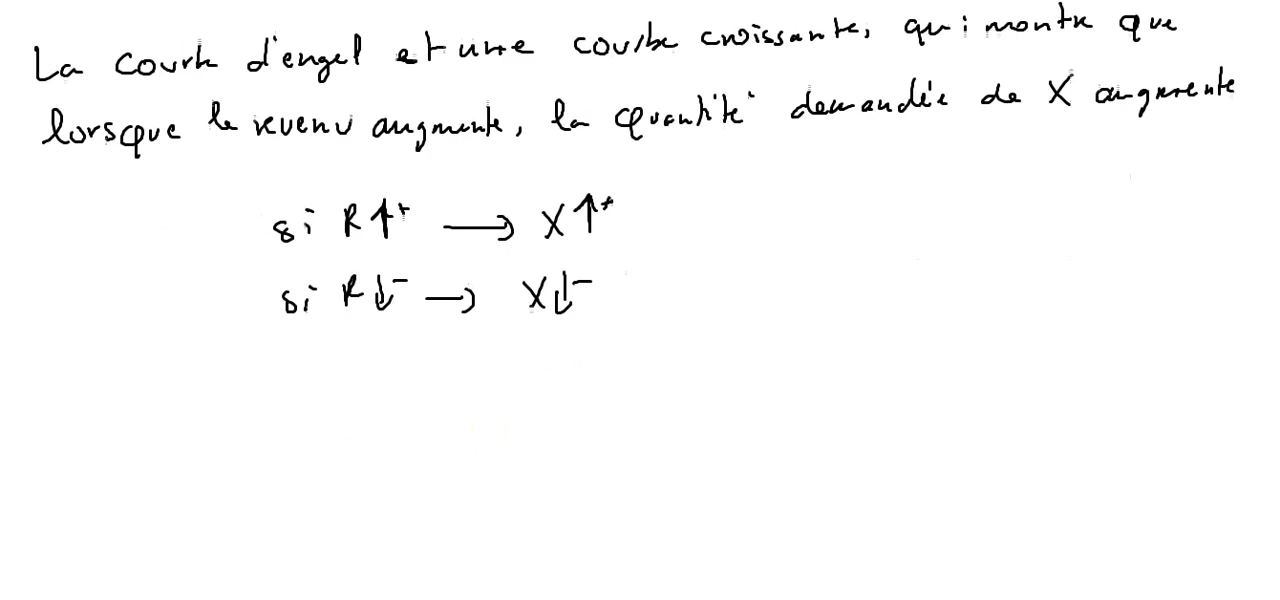 La courbe d'engel et une courbe croissante, qui montre que
lorsque le revenu augmente, la quantité demandée de X augmente
si R↑+ → X↑+
si R↓- → X↓-